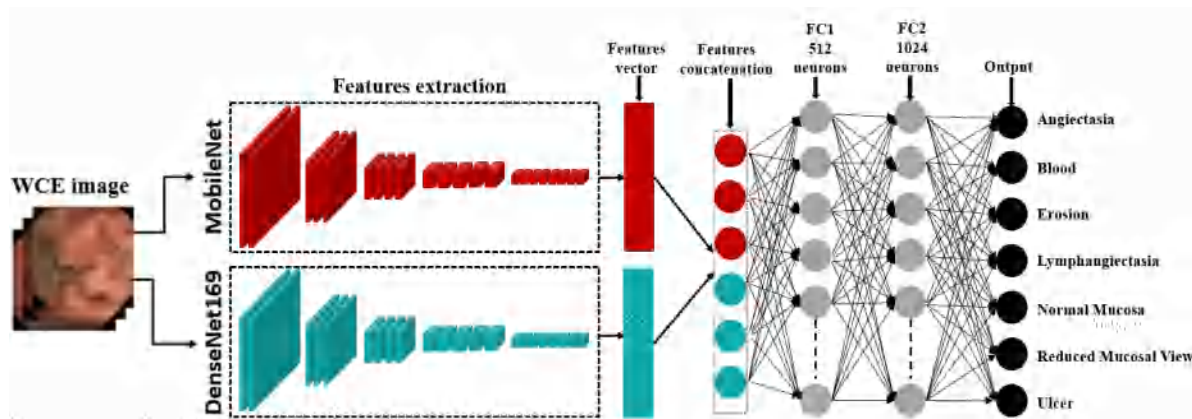 FC1
512
neurons
FC2
1024
neurons
Features
vector
Features
concatenation
Output
Features extraction
MobileNet
WCE image
DenseNet169
Angiectasia
Blood
Erosion
Lymphangiectasia
Normal Mucosa
Reduced Mucosal View
Ulcer